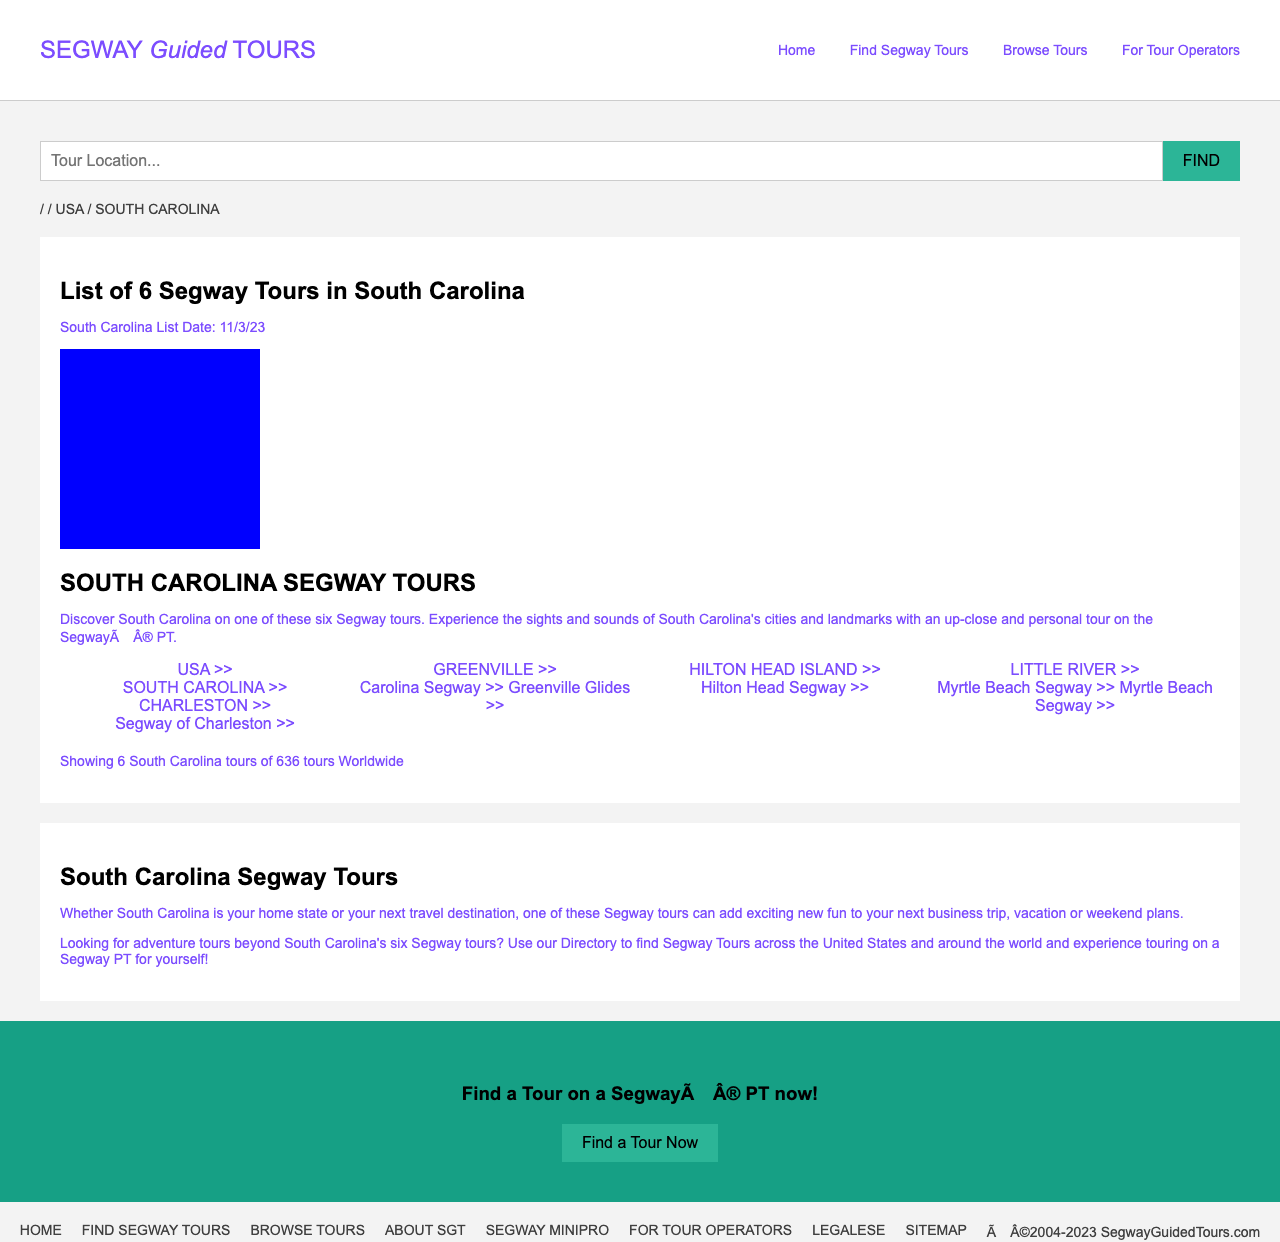 SEGWAY Guided TOURS
Home
Find Segway Tours
Browse Tours
For Tour Operators
Tour Location...
FIND
/ / USA / SOUTH CAROLINA
List of 6 Segway Tours in South Carolina
South Carolina List Date: 11/3/23
SOUTH CAROLINA SEGWAY TOURS
Discover South Carolina on one of these six Segway tours. Experience the sights and sounds of South Carolina's cities and landmarks with an up-close and personal tour on the
SegwayÃ Â® PT.
USA >>
SOUTH CAROLINA >>
CHARLESTON >>
Segway of Charleston >>
GREENVILLE >>
Carolina Segway >> Greenville Glides
>>
HILTON HEAD ISLAND >>
Hilton Head Segway >>
LITTLE RIVER >>
Myrtle Beach Segway >> Myrtle Beach
Segway >>
Showing 6 South Carolina tours of 636 tours Worldwide
South Carolina Segway Tours
Whether South Carolina is your home state or your next travel destination, one of these Segway tours can add exciting new fun to your next business trip, vacation or weekend plans.
Looking for adventure tours beyond South Carolina's six Segway tours? Use our Directory to find Segway Tours across the United States and around the world and experience touring on a
Segway PT for yourself!
Find a Tour on a SegwayÃ Â® PT now!
Find a Tour Now
HOME
FIND SEGWAY TOURS
BROWSE TOURS
ABOUT SGT
SEGWAY MINIPRO
FOR TOUR OPERATORS
LEGALESE
SITEMAP
Ã Â©2004-2023 SegwayGuidedTours.com